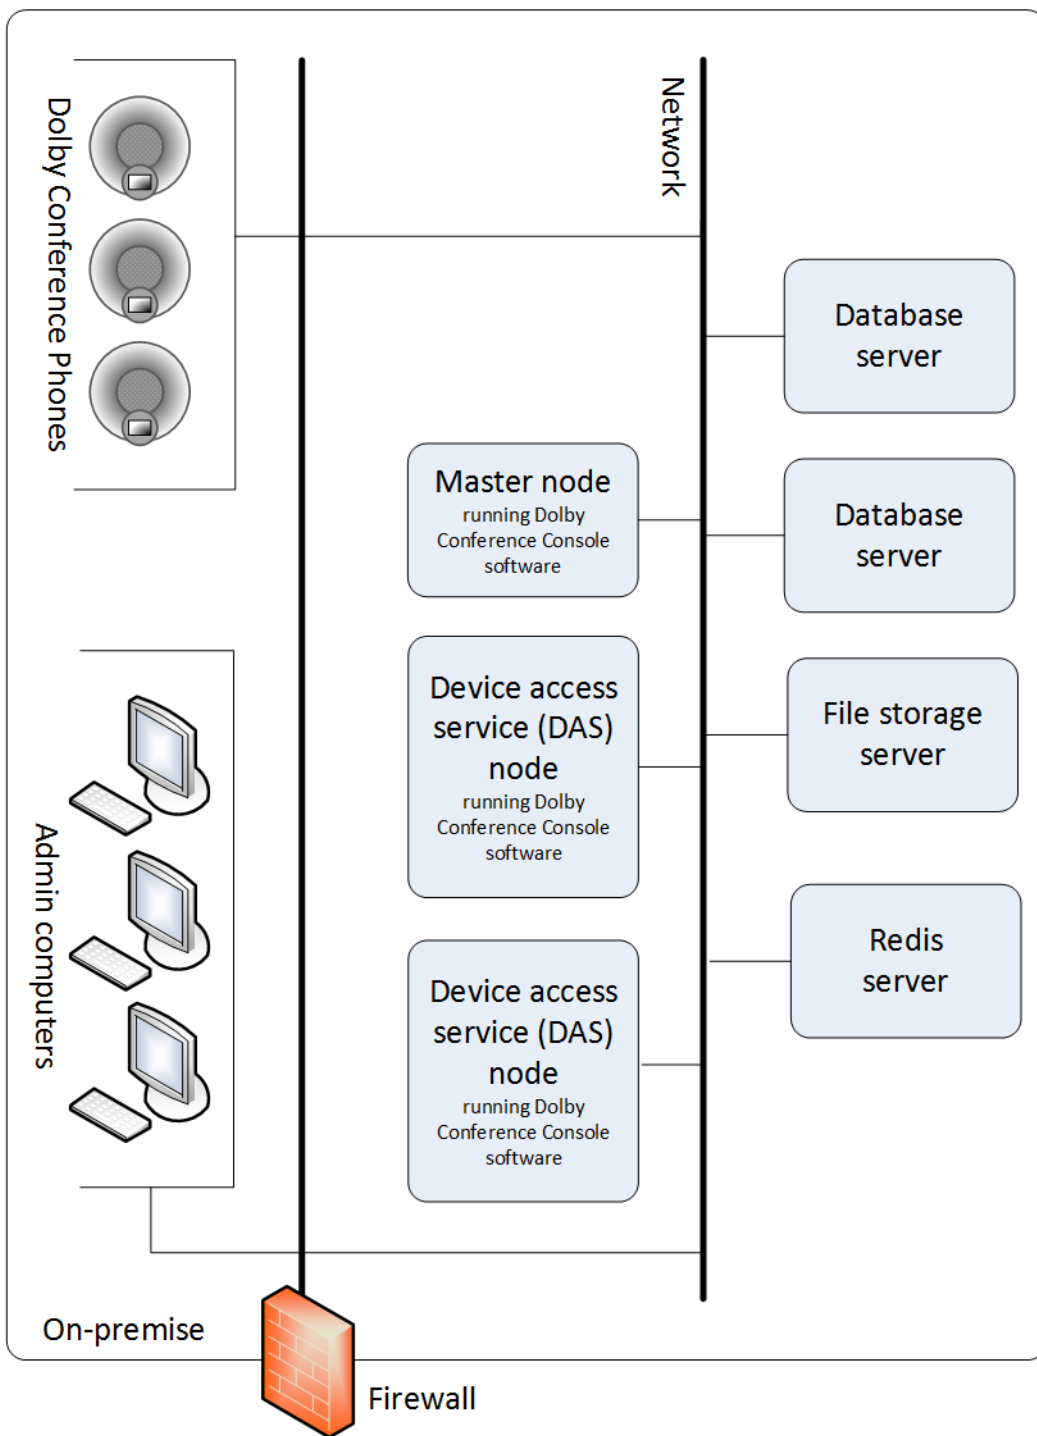 Dolby Conference Phones
Network
Database
server
Master node
running Dolby
Conference Console
software
Database
server
Device access
service (DAS)
node
running Dolby
Conference Console
software
File storage
server
Admin computers
Redis
server
Device access
service (DAS)
node
running Dolby
Conference Console
software
On-premise
Firewall